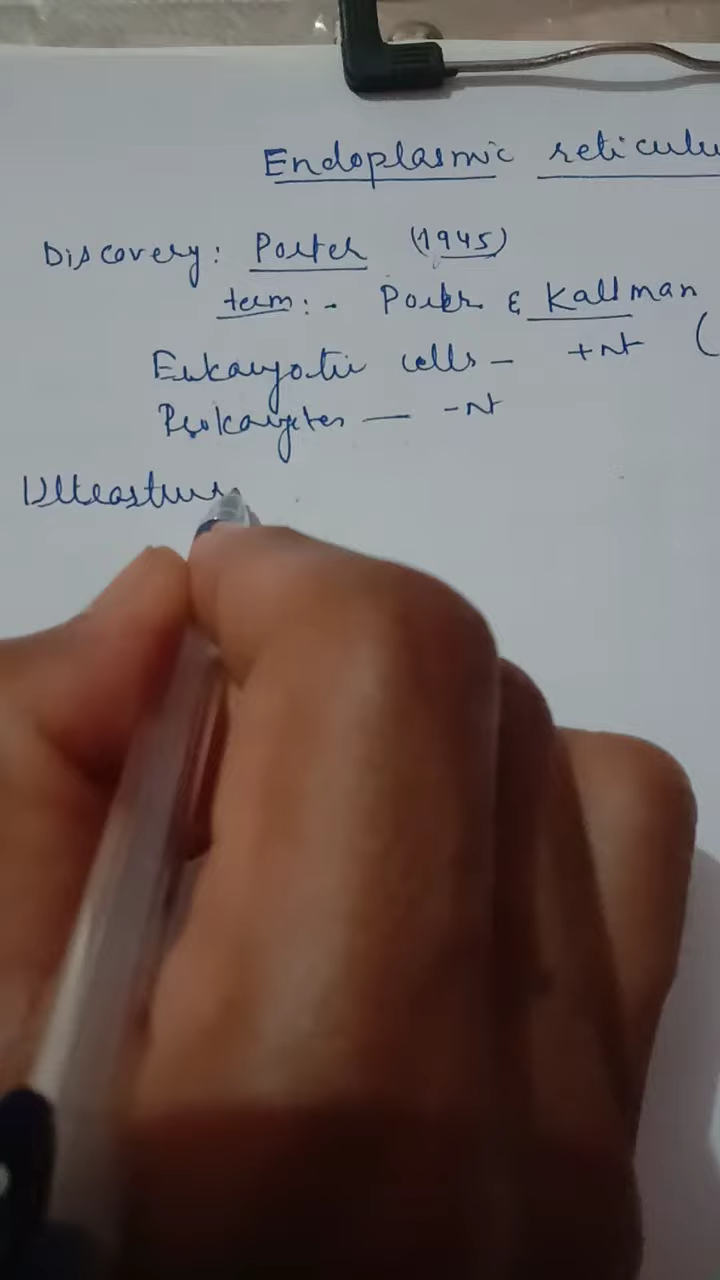 Endoplasmic reticulu
Discovery: Porter (1945)
term:- Porter & Kallman
Eukaryotic cells - +nt (
Prokaryotes — -nt
Ultrastru